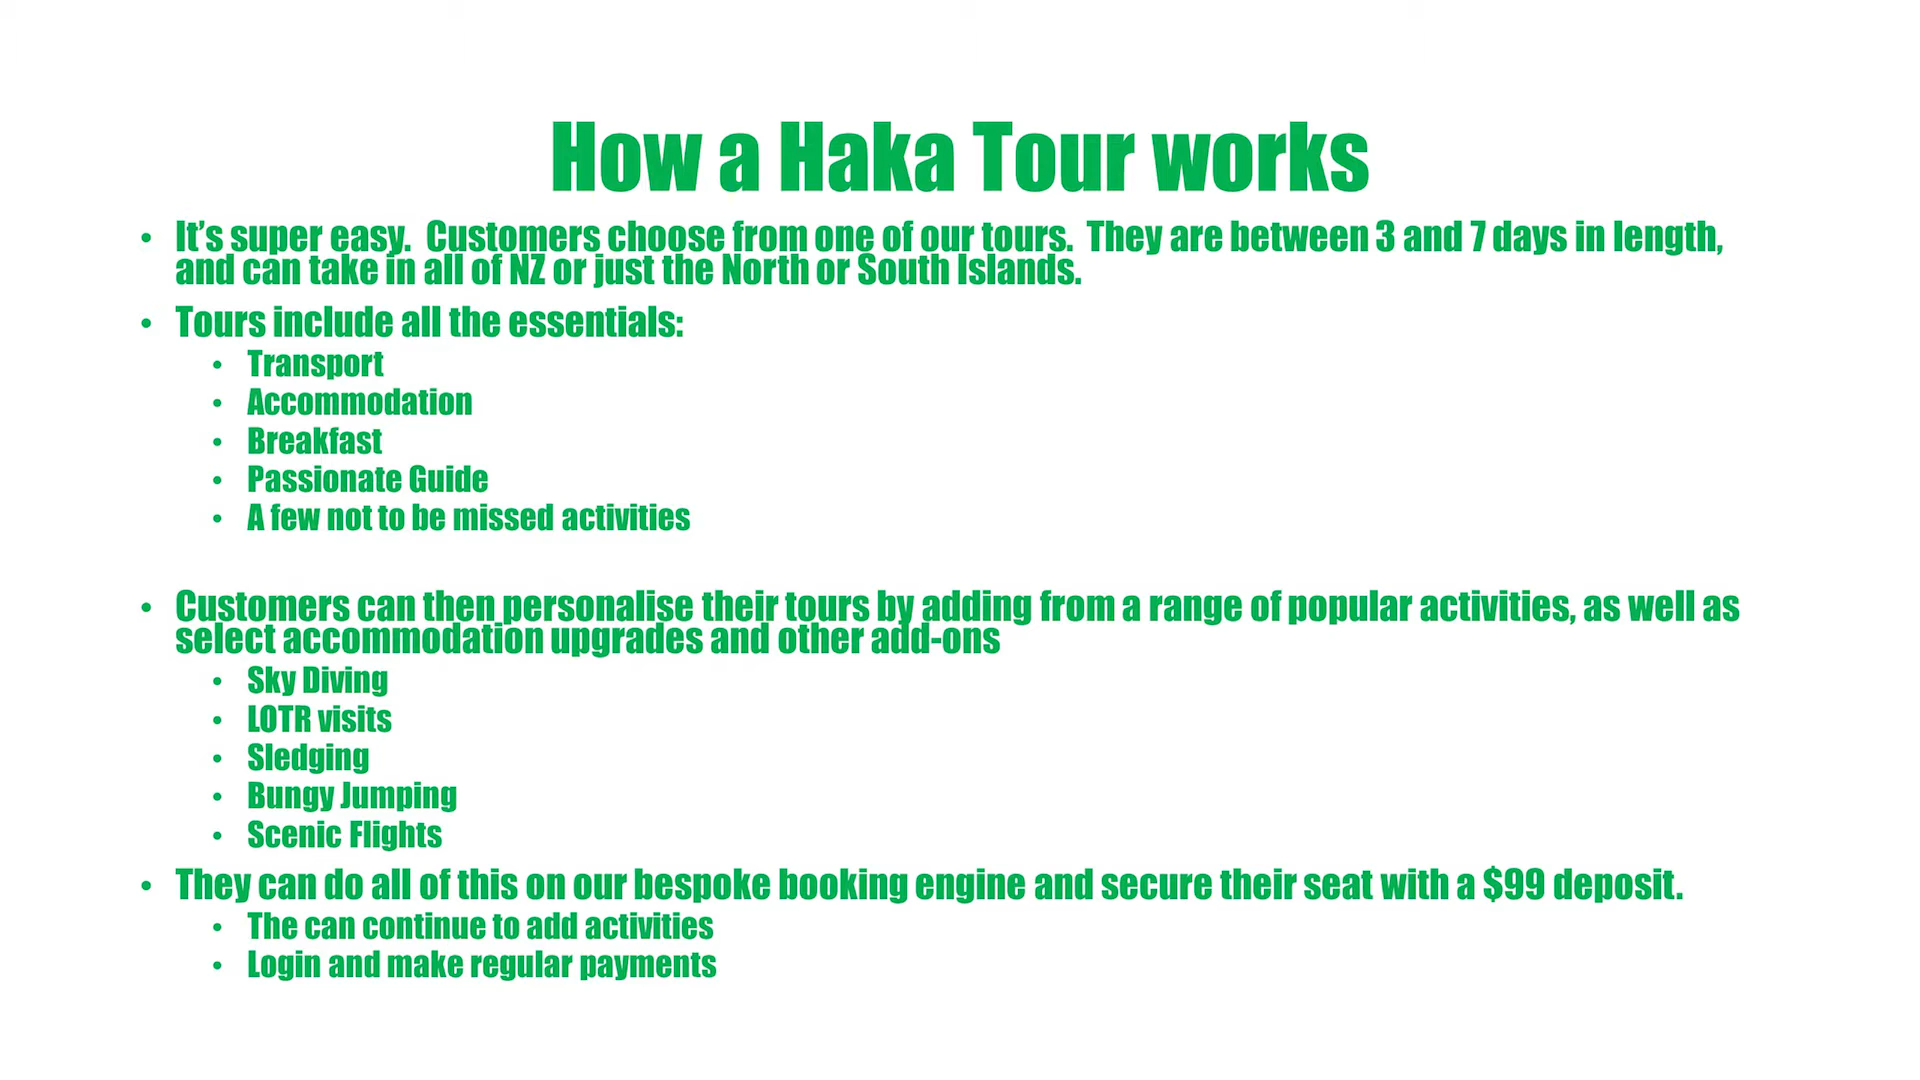 How a Haka Tour works
• It’s super easy.  Customers choose from one of our tours.  They are between 3 and 7 days in length,
and can take in all of NZ or just the North or South Islands.
• Tours include all the essentials:
• Transport
• Accommodation
• Breakfast
• Passionate Guide
• A few not to be missed activities
• Customers can then personalise their tours by adding from a range of popular activities, as well as
select accommodation upgrades and other add-ons
• Sky Diving
• LOTR visits
• Sledging
• Bungy Jumping
• Scenic Flights
• They can do all of this on our bespoke booking engine and secure their seat with a $99 deposit.
• The can continue to add activities
• Login and make regular payments